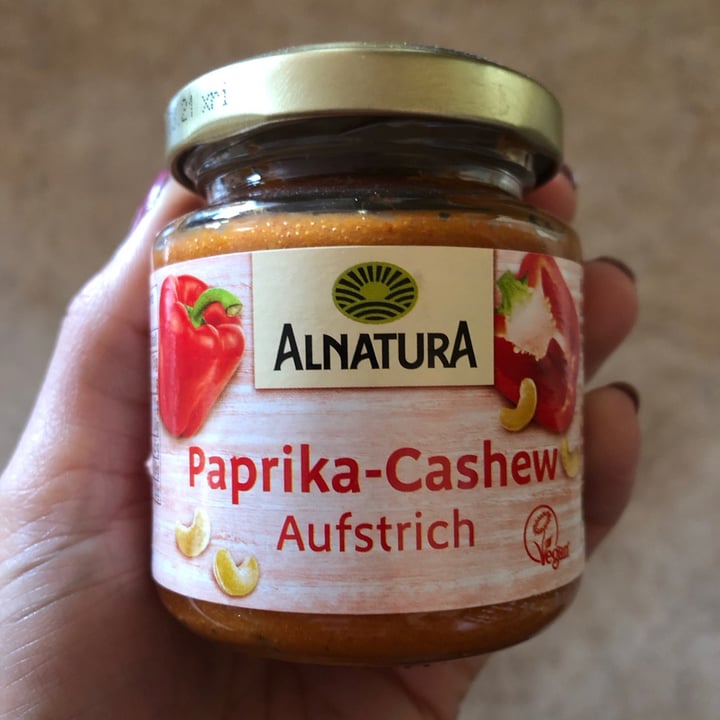 ALNATURA
Paprika-Cashew
Aufstrich
Vegan